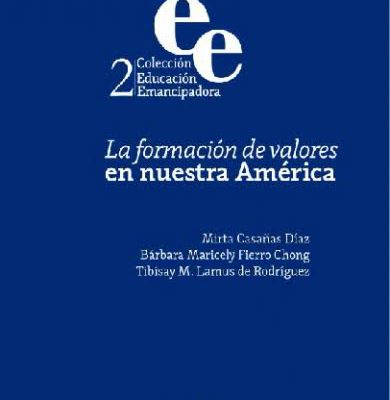 ee
2 Colección
Educación
Emancipadora
La formación de valores
en nuestra América
Mirta Casañas Díaz
Bárbara Maricely Fierro Chong
Tibisay M. Lamus de Rodríguez